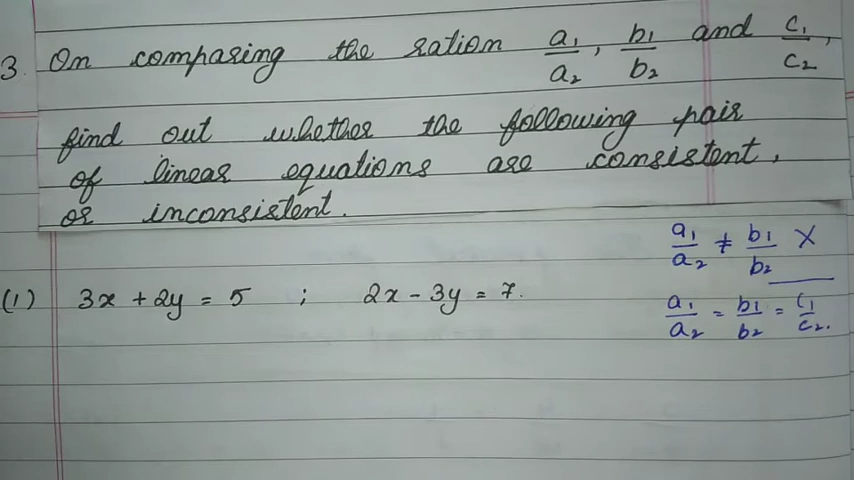 3. On comparing the ration a₁/a₂, b₁/b₂ and c₁/c₂,
find out whether the following pair
of linear equations are consistent,
or inconsistent.
a₁/a₂ ≠ b₁/b₂ X
(1) 3x + 2y = 5 ; 2x - 3y = 7.
a₁/a₂ = b₁/b₂ = c₁/c₂.